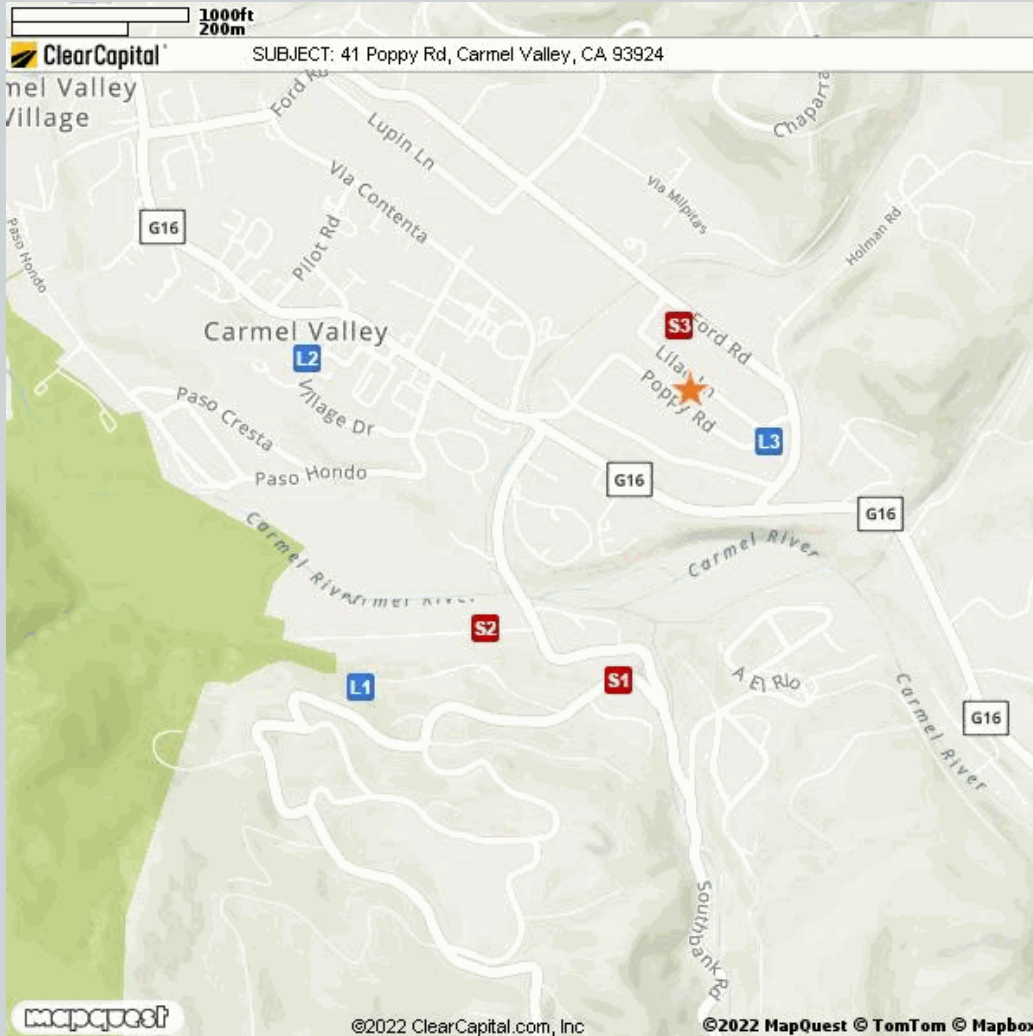 1000ft
200m
ClearCapital
SUBJECT: 41 Poppy Rd, Carmel Valley, CA 93924
mel Valley
Village
Ford Rd
Lupin Ln
Chaparra
Via Contenta
Via Milpitas
Paso Hondo
G16
Pilot Rd
Holman Rd
Carmel Valley
L2
S3
Ford Rd
Lilac Ln
Poppy Rd
Village Dr
Paso Cresta
L3
Paso Hondo
G16
G16
Carmel River
Carmel River
S2
S1
L1
A El Rio
Carmel River
G16
Southbank Rd
mapquest
©2022 ClearCapital.com, Inc
©2022 MapQuest © TomTom © Mapbo